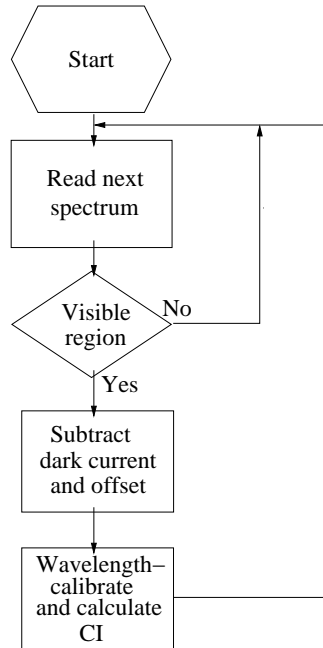 Start
Read next
spectrum
Visible
region
No
Yes
Subtract
dark current
and offset
Wavelength–
calibrate
and calculate
CI